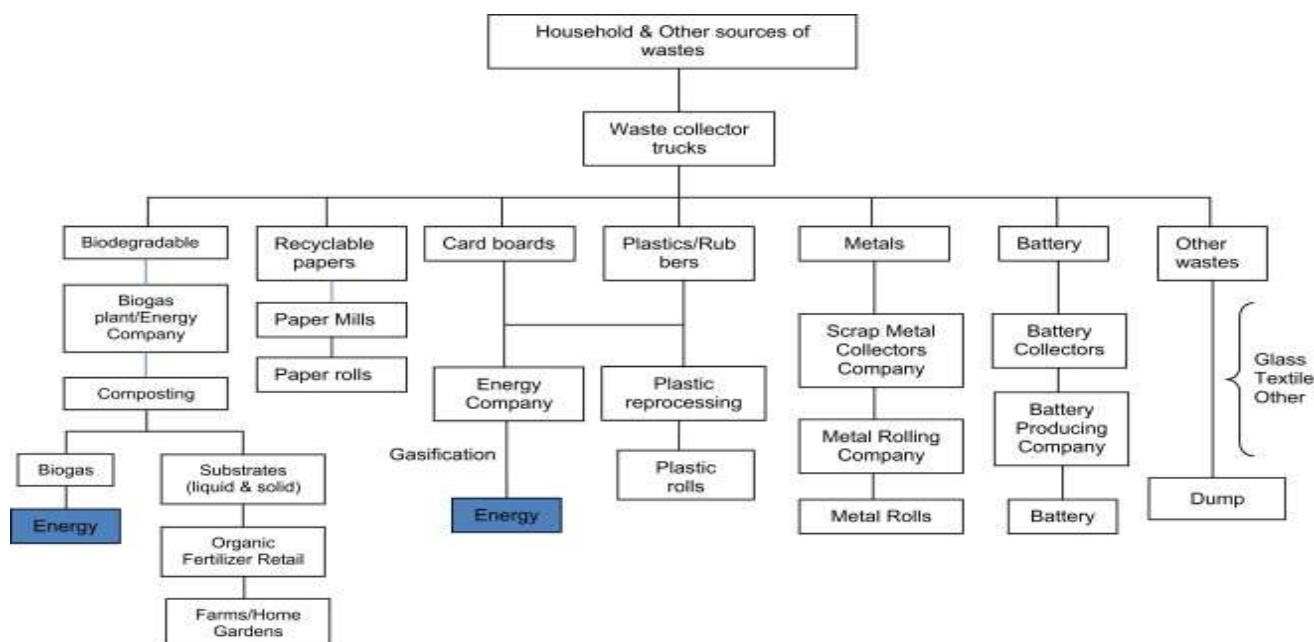 Household & Other sources of
wastes
Waste collector
trucks
Biodegradable
Recyclable
papers
Card boards
Plastics/Rub
bers
Metals
Battery
Other
wastes
Biogas
plant/Energy
Company
Paper Mills
Scrap Metal
Collectors
Company
Battery
Collectors
Glass
Textile
Other
Composting
Paper rolls
Energy
Company
Plastic
reprocessing
Metal Rolling
Company
Battery
Producing
Company
Gasification
Biogas
Substrates
(liquid & solid)
Plastic
rolls
Dump
Energy
Energy
Metal Rolls
Battery
Organic
Fertilizer Retail
Farms/Home
Gardens